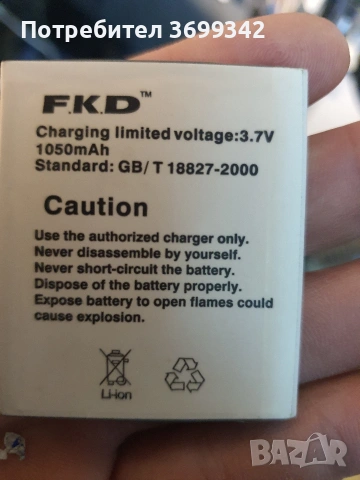 Потребител 3699342
F.K.D™
Charging limited voltage:3.7V
1050mAh
Standard: GB/T 18827-2000
Caution
Use the authorized charger only.
Never disassemble by yourself.
Never short-circuit the battery.
Dispose of the battery properly.
Expose battery to open flames could
cause explosion.
Li-ion
BAZAR